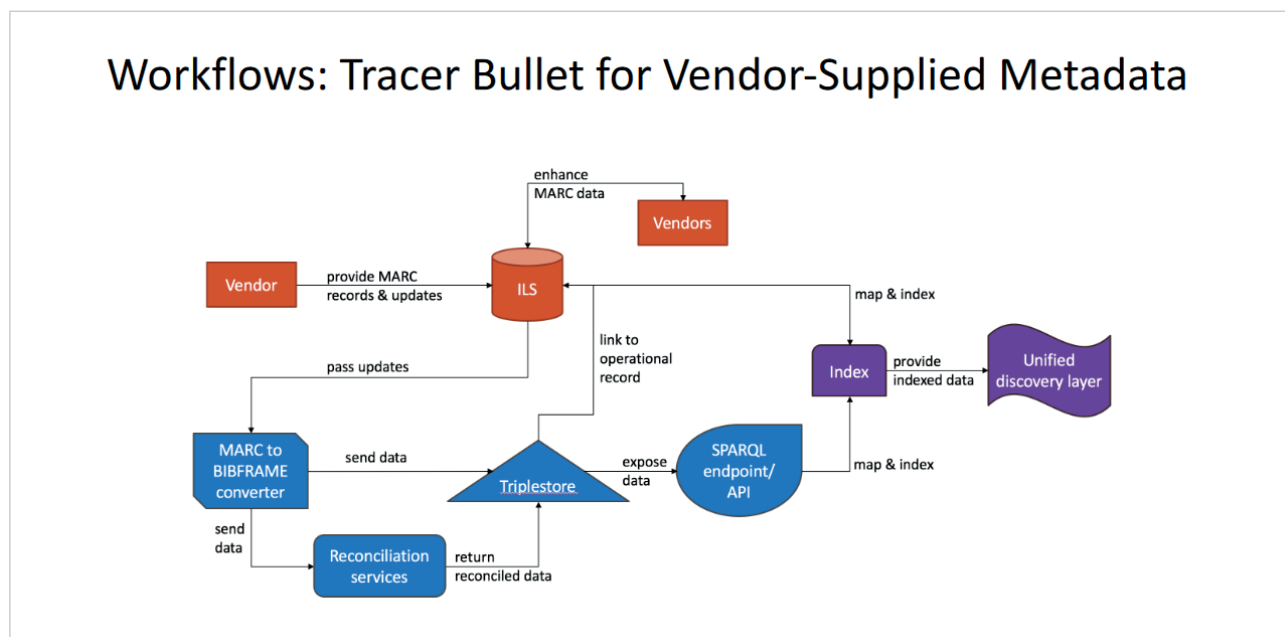 Workflows: Tracer Bullet for Vendor-Supplied Metadata
enhance
MARC data
Vendors
Vendor
provide MARC
records & updates
ILS
map & index
link to
operational
record
pass updates
Index
provide
indexed data
Unified
discovery layer
MARC to
BIBFRAME
converter
send data
Triplestore
expose
data
SPARQL
endpoint/
API
map & index
send
data
Reconciliation
services
return
reconciled data